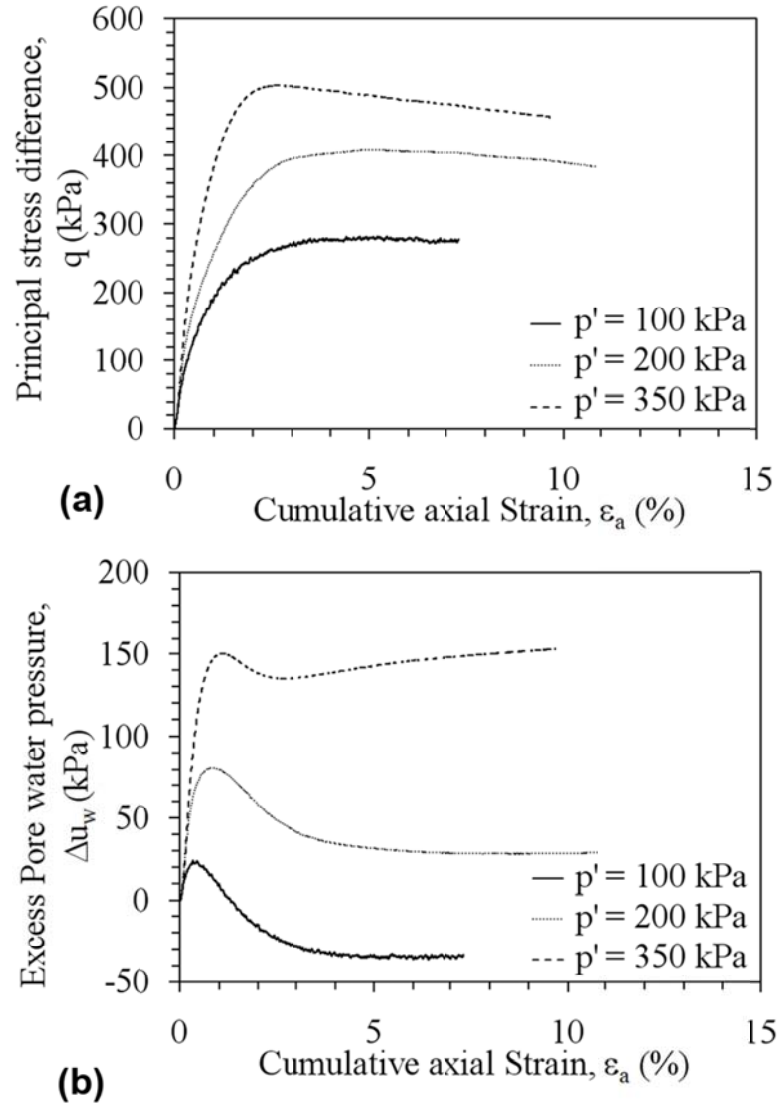 Principal stress difference,
q (kPa)
600
500
400
300
200
100
0
p' = 100 kPa
p' = 200 kPa
p' = 350 kPa
0 5 10 15
Cumulative axial Strain, εa (%)
(a)
Excess Pore water pressure,
Δuw (kPa)
200
150
100
50
0
-50
p' = 100 kPa
p' = 200 kPa
p' = 350 kPa
0 5 10 15
Cumulative axial Strain, εa (%)
(b)